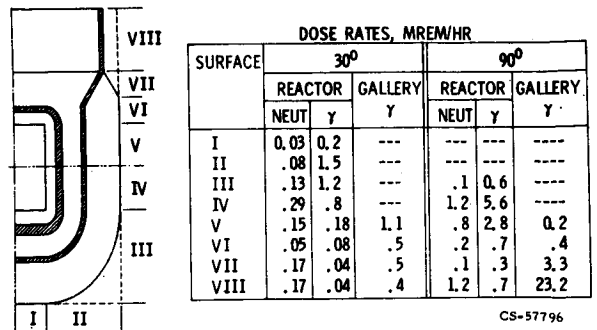 DOSE RATES, MREM/HR
SURFACE 30⁰ 90⁰
REACTOR GALLERY REACTOR GALLERY
NEUT γ γ NEUT γ γ
I 0.03 0.2 --- --- --- ----
II .08 1.5 --- --- --- ----
III .13 1.2 --- .1 0.6 ----
IV .29 .8 --- 1.2 5.6 ----
V .15 .18 1.1 .8 2.8 0.2
VI .05 .08 .5 .2 .7 .4
VII .17 .04 .5 .1 .3 3.3
VIII .17 .04 .4 1.2 .7 23.2
VIII
VII
VI
V
IV
III
I II
CS-57796